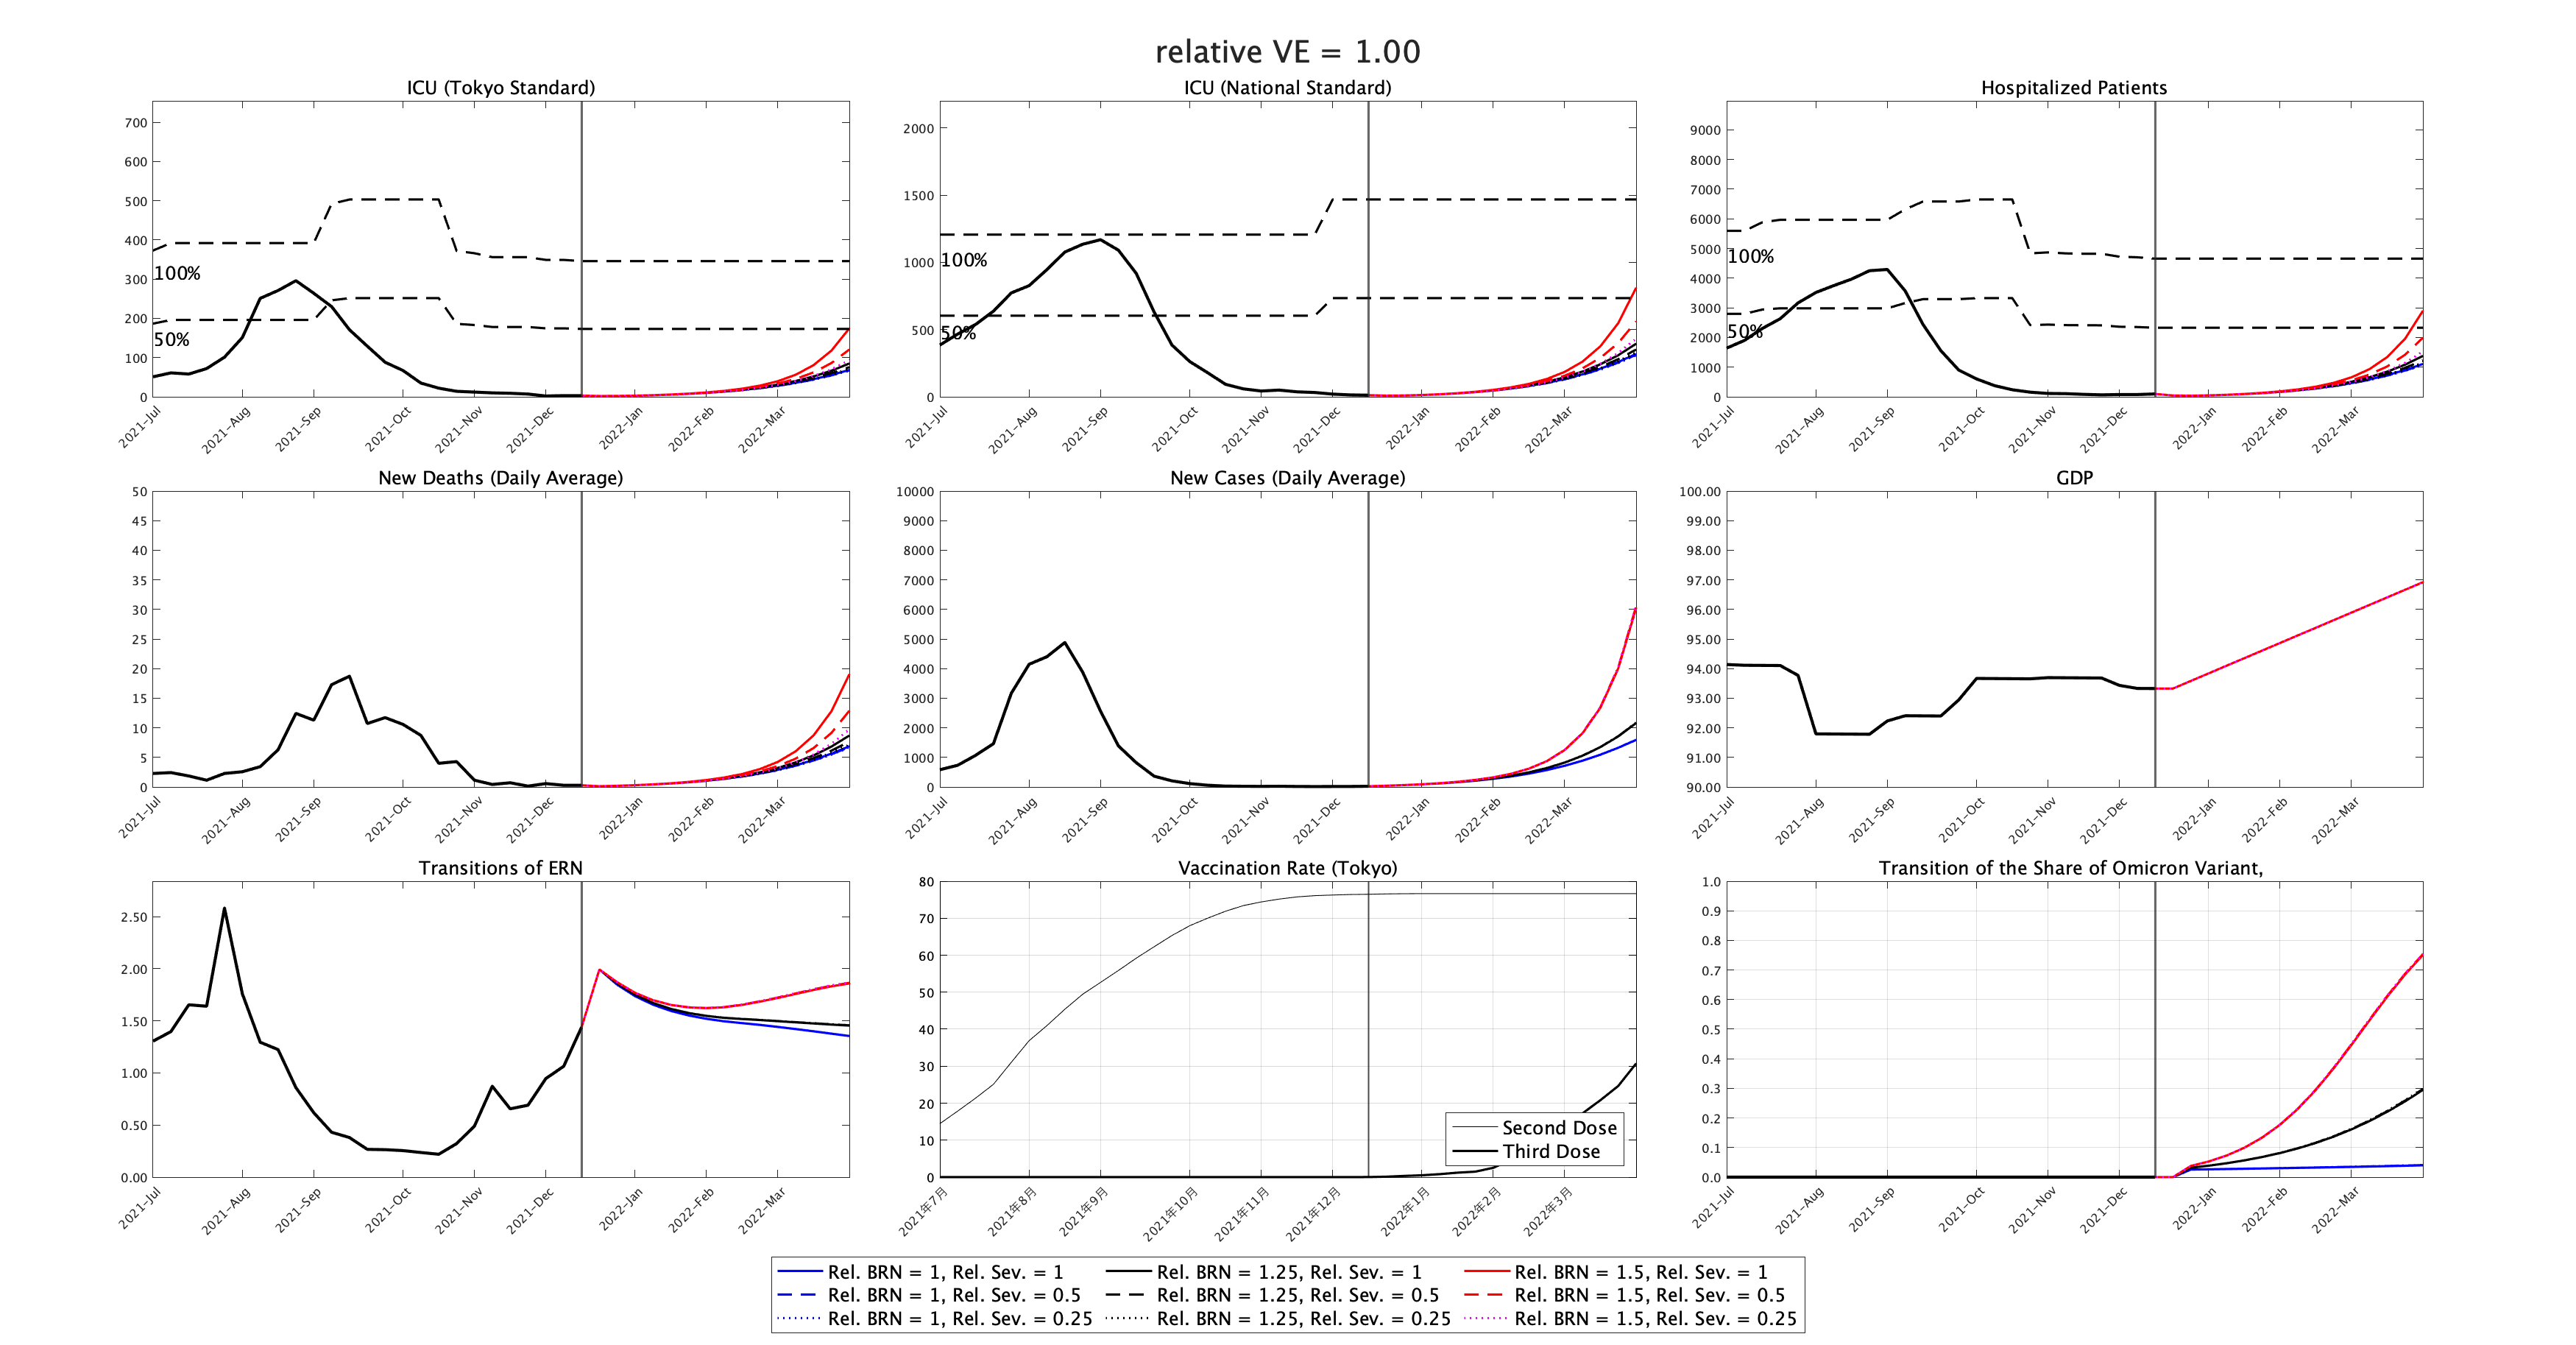 relative VE = 1.00
ICU (Tokyo Standard)
700
600
500
400
300
200
100
0
100%
50%
2021-Jul
2021-Aug
2021-Sep
2021-Oct
2021-Nov
2021-Dec
2022-Jan
2022-Feb
2022-Mar
ICU (National Standard)
2000
1500
1000
500
0
100%
50%
2021-Jul
2021-Aug
2021-Sep
2021-Oct
2021-Nov
2021-Dec
2022-Jan
2022-Feb
2022-Mar
Hospitalized Patients
9000
8000
7000
6000
5000
4000
3000
2000
1000
0
100%
50%
2021-Jul
2021-Aug
2021-Sep
2021-Oct
2021-Nov
2021-Dec
2022-Jan
2022-Feb
2022-Mar
New Deaths (Daily Average)
50
45
40
35
30
25
20
15
10
5
0
2021-Jul
2021-Aug
2021-Sep
2021-Oct
2021-Nov
2021-Dec
2022-Jan
2022-Feb
2022-Mar
New Cases (Daily Average)
10000
9000
8000
7000
6000
5000
4000
3000
2000
1000
0
2021-Jul
2021-Aug
2021-Sep
2021-Oct
2021-Nov
2021-Dec
2022-Jan
2022-Feb
2022-Mar
GDP
100.00
99.00
98.00
97.00
96.00
95.00
94.00
93.00
92.00
91.00
90.00
2021-Jul
2021-Aug
2021-Sep
2021-Oct
2021-Nov
2021-Dec
2022-Jan
2022-Feb
2022-Mar
Transitions of ERN
2.50
2.00
1.50
1.00
0.50
0.00
2021-Jul
2021-Aug
2021-Sep
2021-Oct
2021-Nov
2021-Dec
2022-Jan
2022-Feb
2022-Mar
Vaccination Rate (Tokyo)
80
70
60
50
40
30
20
10
0
Second Dose
Third Dose
2021年7月
2021年8月
2021年9月
2021年10月
2021年11月
2021年12月
2022年1月
2022年2月
2022年3月
Transition of the Share of Omicron Variant,
1.0
0.9
0.8
0.7
0.6
0.5
0.4
0.3
0.2
0.1
0.0
2021-Jul
2021-Aug
2021-Sep
2021-Oct
2021-Nov
2021-Dec
2022-Jan
2022-Feb
2022-Mar
Rel. BRN = 1, Rel. Sev. = 1
Rel. BRN = 1.25, Rel. Sev. = 1
Rel. BRN = 1.5, Rel. Sev. = 1
Rel. BRN = 1, Rel. Sev. = 0.5
Rel. BRN = 1.25, Rel. Sev. = 0.5
Rel. BRN = 1.5, Rel. Sev. = 0.5
Rel. BRN = 1, Rel. Sev. = 0.25
Rel. BRN = 1.25, Rel. Sev. = 0.25
Rel. BRN = 1.5, Rel. Sev. = 0.25